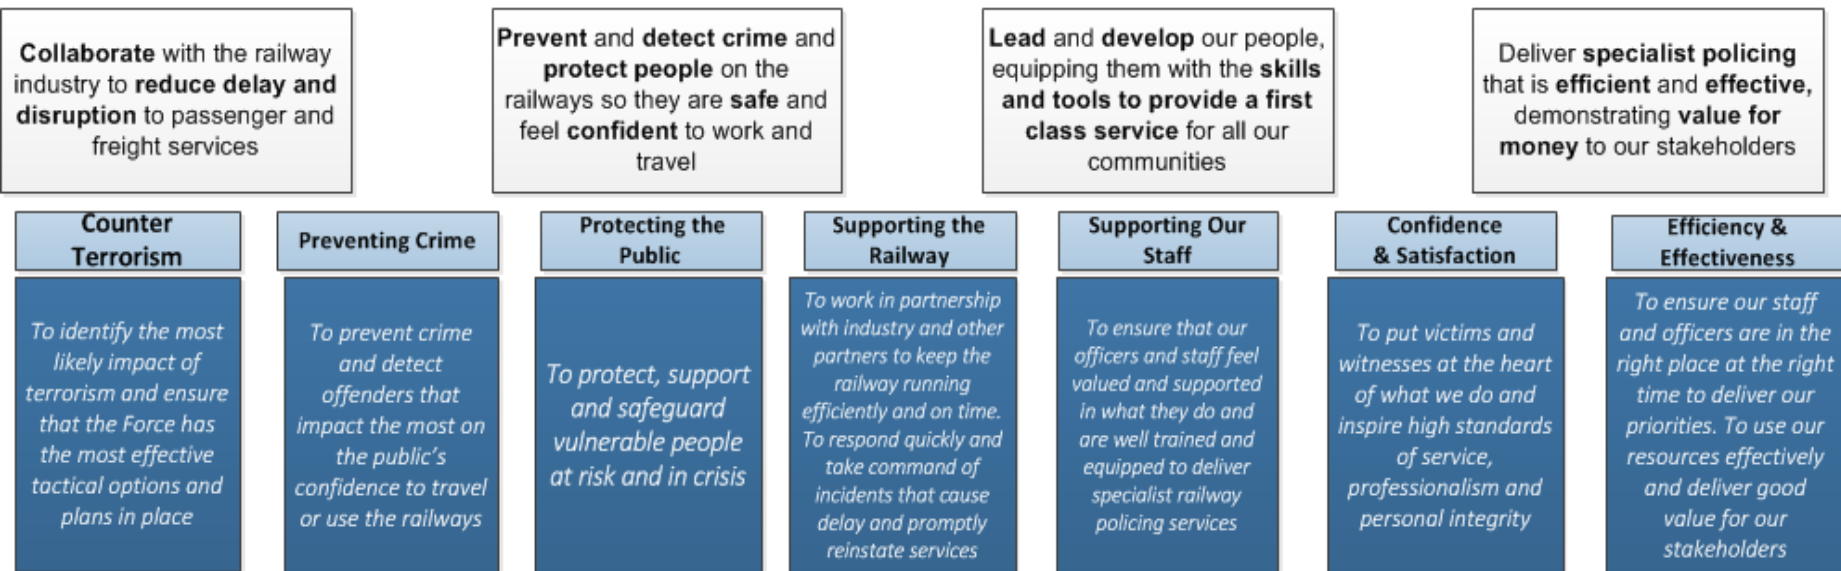 Collaborate with the railway
industry to reduce delay and
disruption to passenger and
freight services
Prevent and detect crime and
protect people on the
railways so they are safe and
feel confident to work and
travel
Lead and develop our people,
equipping them with the skills
and tools to provide a first
class service for all our
communities
Deliver specialist policing
that is efficient and effective,
demonstrating value for
money to our stakeholders
Counter
Terrorism
To identify the most
likely impact of
terrorism and ensure
that the Force has
the most effective
tactical options and
plans in place
Preventing Crime
To prevent crime
and detect
offenders that
impact the most on
the public's
confidence to travel
or use the railways
Protecting the
Public
To protect, support
and safeguard
vulnerable people
at risk and in crisis
Supporting the
Railway
To work in partnership
with industry and other
partners to keep the
railway running
efficiently and on time.
To respond quickly and
take command of
incidents that cause
delay and promptly
reinstate services
Supporting Our
Staff
To ensure that our
officers and staff feel
valued and supported
in what they do and
are well trained and
equipped to deliver
specialist railway
policing services
Confidence
& Satisfaction
To put victims and
witnesses at the heart
of what we do and
inspire high standards
of service,
professionalism and
personal integrity
Efficiency &
Effectiveness
To ensure our staff
and officers are in the
right place at the right
time to deliver our
priorities. To use our
resources effectively
and deliver good
value for our
stakeholders